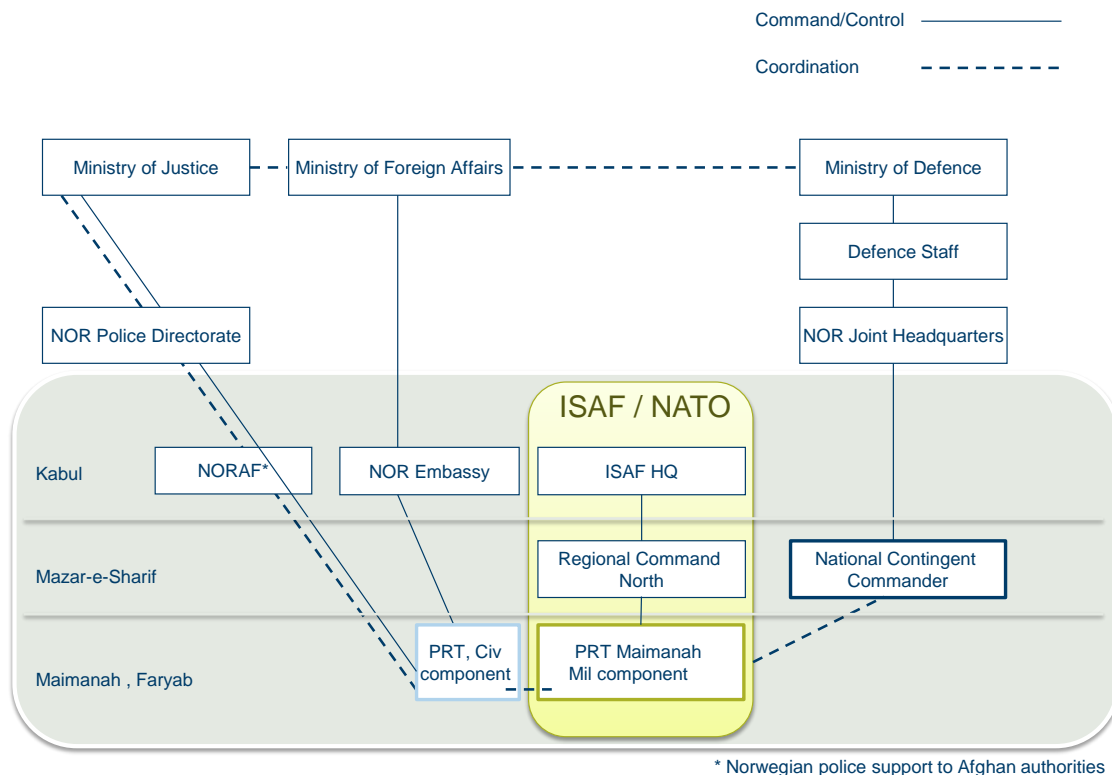 Command/Control
Coordination
Ministry of Justice
Ministry of Foreign Affairs
Ministry of Defence
Defence Staff
NOR Police Directorate
NOR Joint Headquarters
ISAF / NATO
Kabul
NORAF*
NOR Embassy
ISAF HQ
Mazar-e-Sharif
Regional Command
North
National Contingent
Commander
Maimanah , Faryab
PRT, Civ
component
PRT Maimanah
Mil component
* Norwegian police support to Afghan authorities